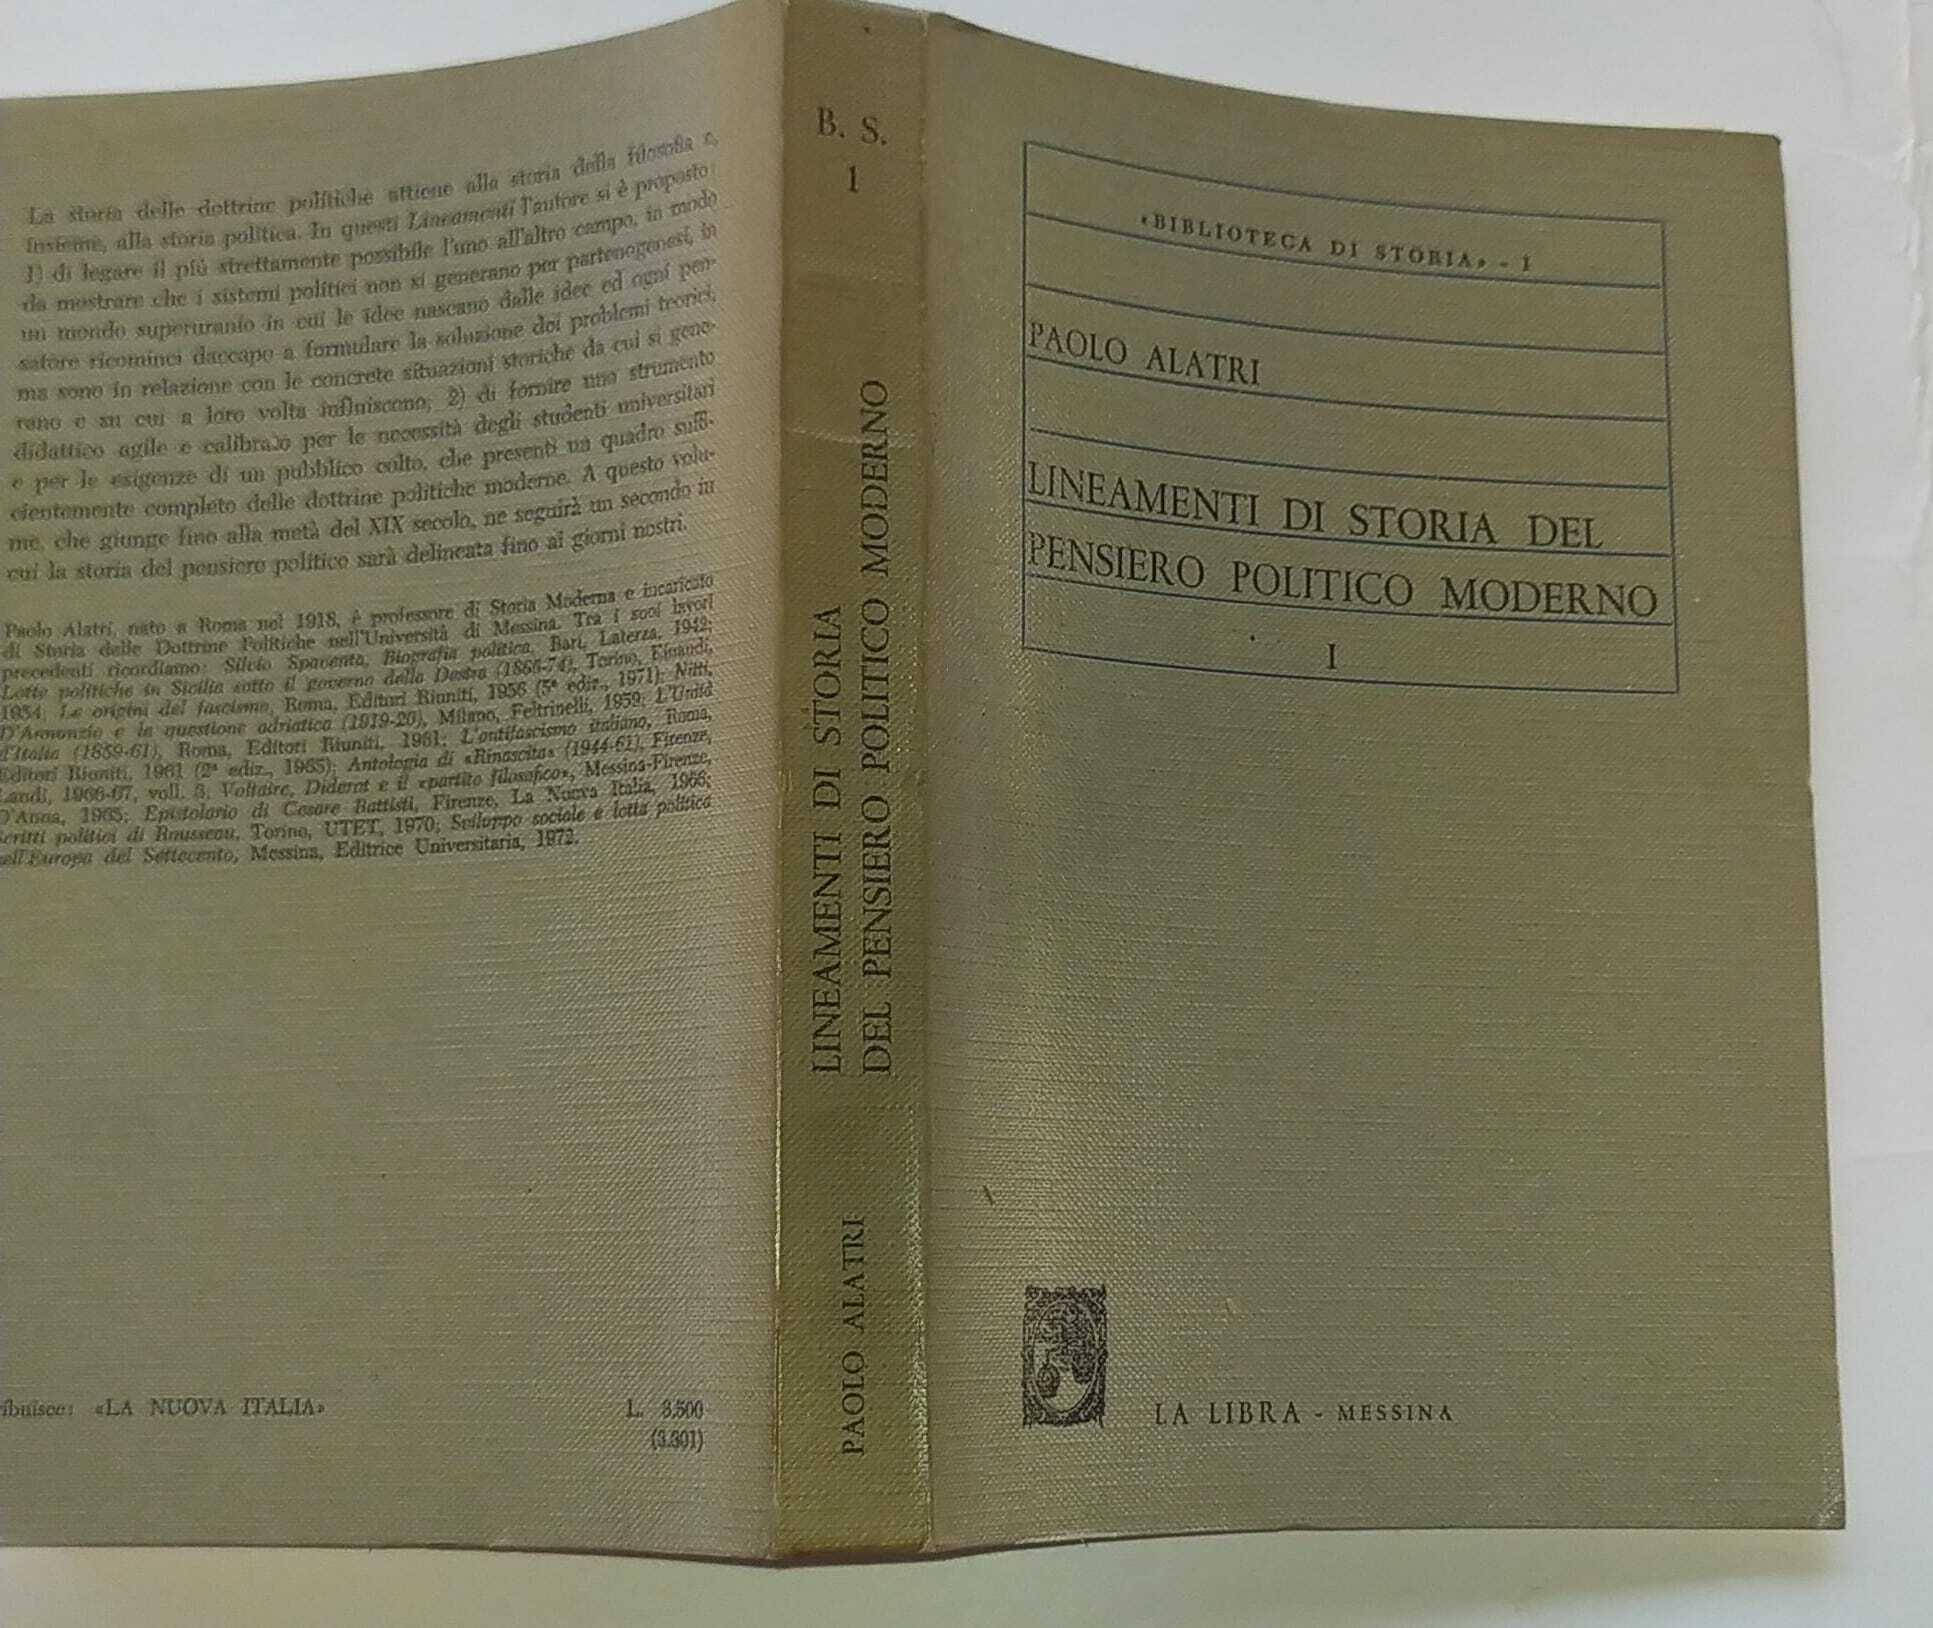 La storia delle dottrine politiche attiene alla storia della filosofia e,
insieme, alla storia politica. In questi Lineamenti l'autore si è proposto:
1) di legare il più strettamente possibile l'uno all'altro campo, in modo
da mostrare che i sistemi politici non si generano per partenogenesi, in
un mondo superuranio in cui le idee nascano dalle idee ed ogni pen-
satore ricominci daccapo a formulare la soluzione dei problemi teorici,
ma sono in relazione con le concrete situazioni storiche da cui si gene-
rano e su cui a loro volta influiscono; 2) di fornire uno strumento
didattico agile e calibrato per le necessità degli studenti universitari
e per le esigenze di un pubblico colto, che presenti un quadro suffi-
cientemente completo delle dottrine politiche moderne. A questo volu-
me, che giunge fino alla metà del XIX secolo, ne seguirà un secondo in
cui la storia del pensiero politico sarà delineata fino ai giorni nostri.
Paolo Alatri, nato a Roma nel 1918, è professore di Storia Moderna e incaricato
di Storia delle Dottrine Politiche nell'Università di Messina. Tra i suoi lavori
precedenti ricordiamo: Silvio Spaventa, Biografia politica, Bari, Laterza, 1942;
Lotte politiche in Sicilia sotto il governo della Destra (1866-74), Torino, Einaudi,
1954; Le origini del fascismo, Roma, Editori Riuniti, 1956 (5ª ediz., 1971); Nitti,
D'Annunzio e la questione adriatica (1919-20), Milano, Feltrinelli, 1959; L'Unità
d'Italia (1859-61), Roma, Editori Riuniti, 1961; L'antifascismo italiano, Roma,
Editori Riuniti, 1961 (2ª ediz., 1965); Antologia di «Rinascita» (1944-61), Firenze,
Landi, 1966-67, voll. 3, Voltaire, Diderot e il «partito filosofico», Messina-Firenze,
D'Anna, 1965; Epistolario di Cesare Battisti, Firenze, La Nuova Italia, 1966;
scritti politici di Rousseau, Torino, UTET, 1970; Sviluppo sociale e lotta politica
nell'Europa del Settecento, Messina, Editrice Universitaria, 1972.
ibuisce: «LA NUOVA ITALIA»
L. 3.500
(3.301)
B. S.
1
LINEAMENTI DI STORIA
DEL PENSIERO POLITICO MODERNO
PAOLO ALATRI
«BIBLIOTECA DI STORIA» - 1
PAOLO ALATRI
LINEAMENTI DI STORIA DEL
PENSIERO POLITICO MODERNO
I
LA LIBRA - MESSINA